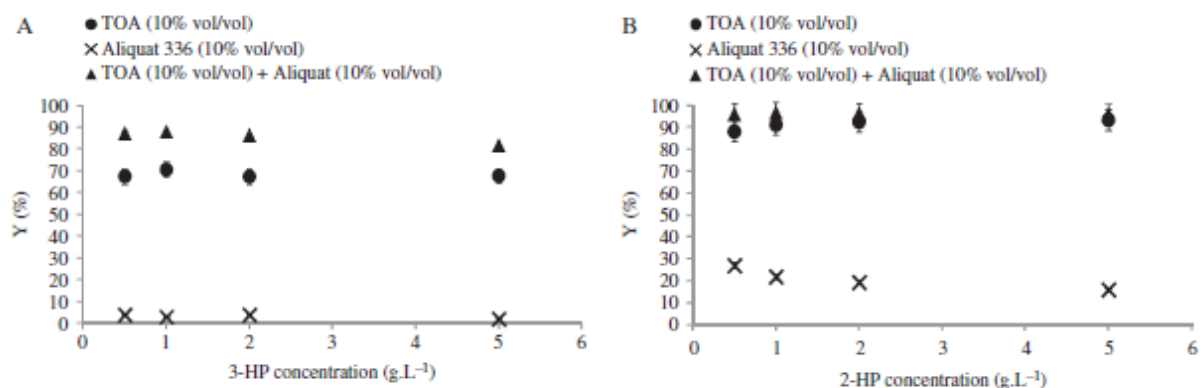 A
● TOA (10% vol/vol)
× Aliquat 336 (10% vol/vol)
▲ TOA (10% vol/vol) + Aliquat (10% vol/vol)
100
90
80
70
60
50
40
30
20
10
0
Y (%)
0 1 2 3 4 5 6
3-HP concentration (g.L⁻¹)
B
● TOA (10% vol/vol)
× Aliquat 336 (10% vol/vol)
▲ TOA (10% vol/vol) + Aliquat (10% vol/vol)
100
90
80
70
60
50
40
30
20
10
0
Y (%)
0 1 2 3 4 5 6
2-HP concentration (g.L⁻¹)